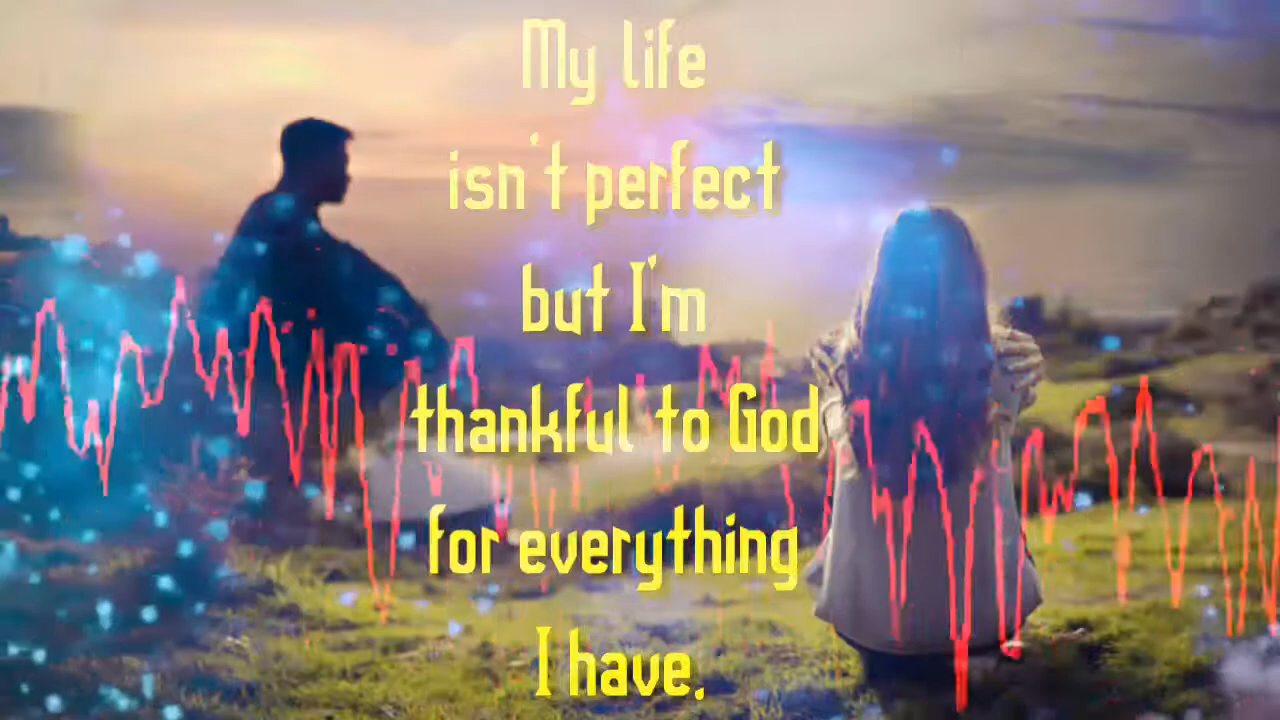 My life
isn't perfect
but I'm
thankful to God
for everything
I have.